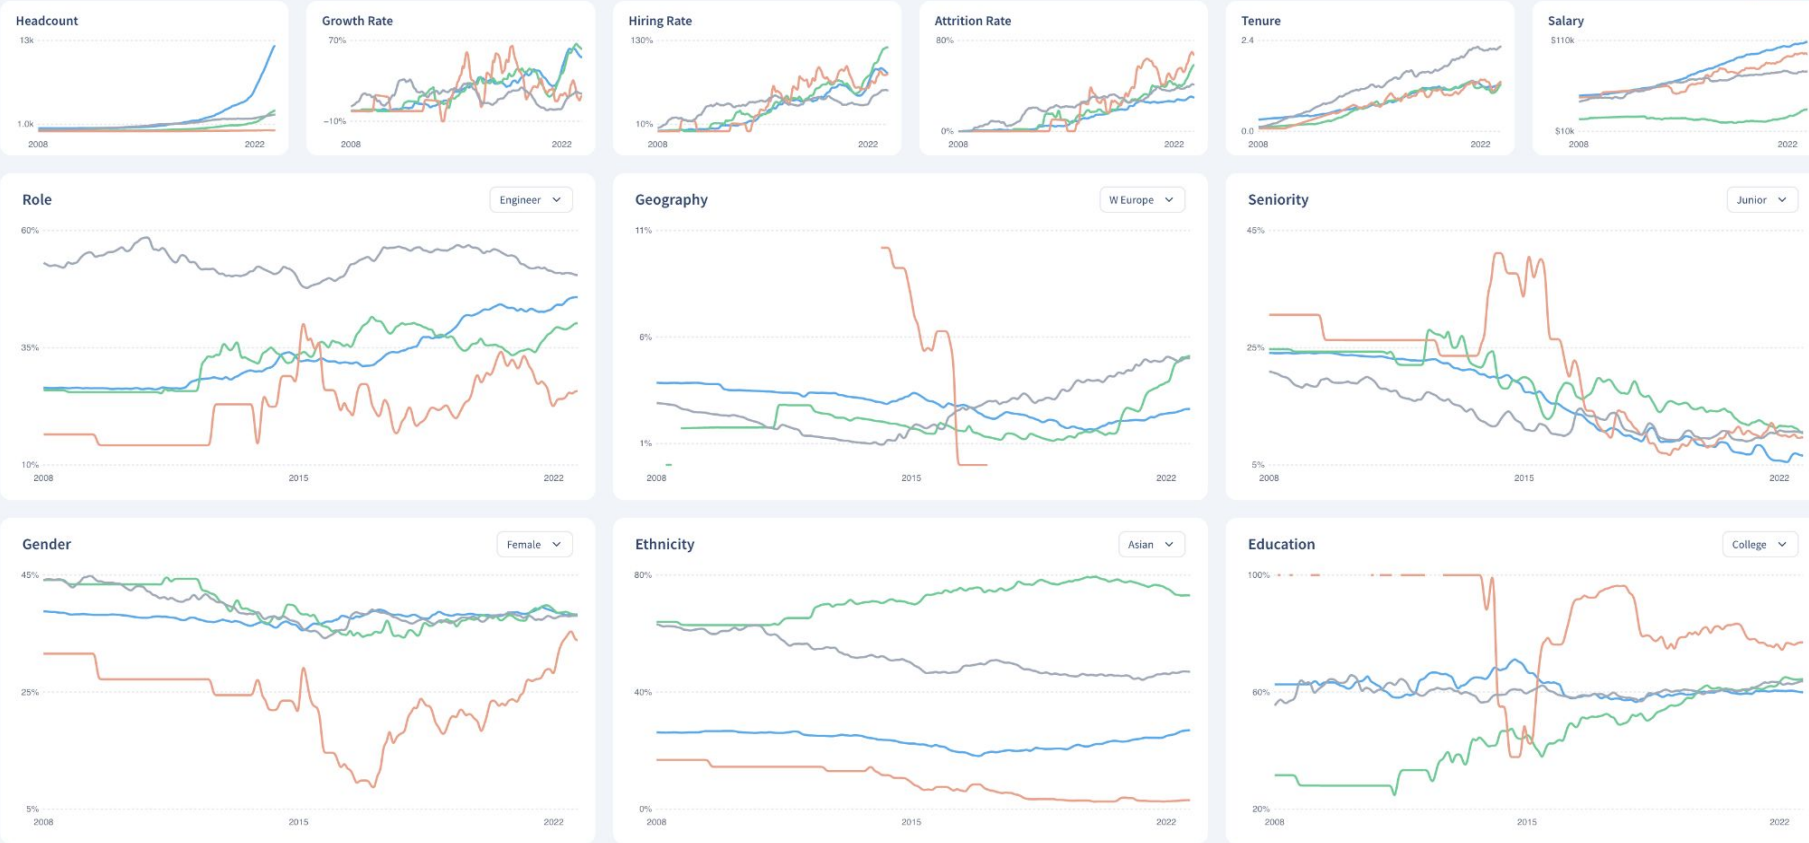 Headcount
13k
1.0k
2008 2022
Growth Rate
70%
−10%
2008 2022
Hiring Rate
130%
10%
2008 2022
Attrition Rate
80%
0%
2008 2022
Tenure
2.4
0.0
2008 2022
Salary
$110k
$10k
2008 2022
Role Engineer
60%
35%
10%
2008 2015 2022
Geography W Europe
11%
6%
1%
2008 2015 2022
Seniority Junior
45%
25%
5%
2008 2015 2022
Gender Female
45%
25%
5%
2008 2015 2022
Ethnicity Asian
80%
40%
0%
2008 2015 2022
Education College
100%
60%
20%
2008 2015 2022